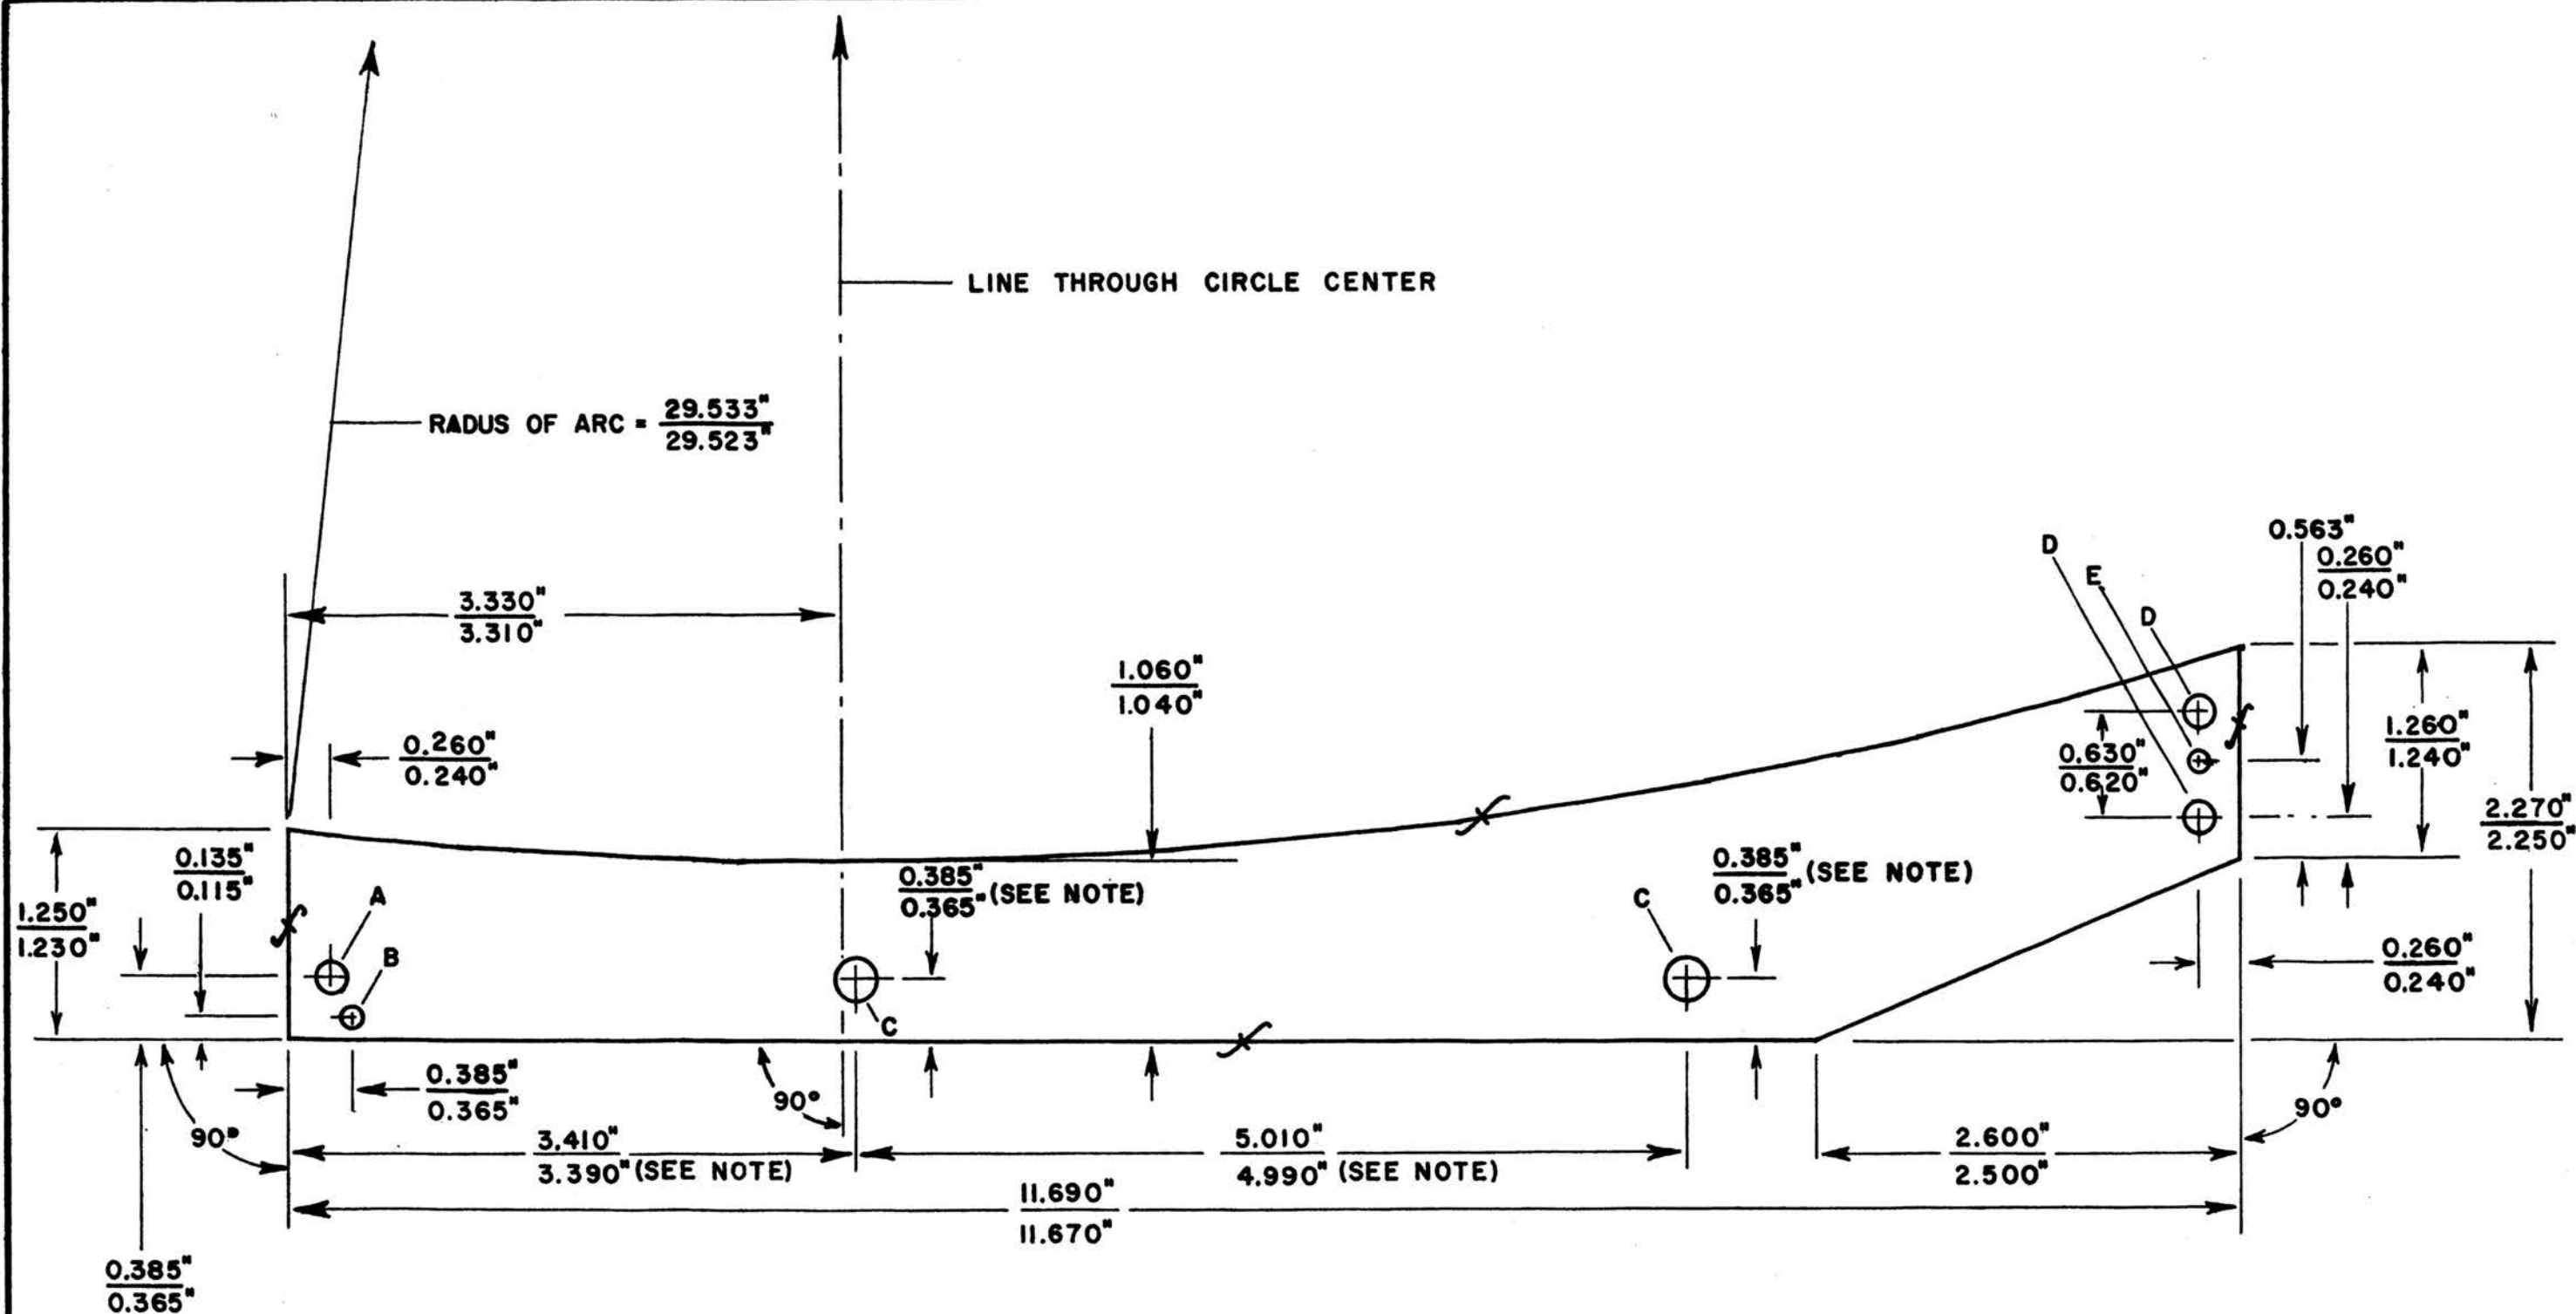 LINE THROUGH CIRCLE CENTER
RADUS OF ARC = 29.533"
29.523"
3.330"
3.310"
0.260"
0.240"
1.060"
1.040"
D
E
D
0.563"
0.260"
0.240"
0.630"
0.620"
1.260"
1.240"
2.270"
2.250"
0.135"
0.115"
1.250"
1.230"
A
B
0.385"
0.365" (SEE NOTE)
C
C
0.385"
0.365" (SEE NOTE)
0.260"
0.240"
0.385"
0.365"
90°
90°
90°
3.410"
3.390" (SEE NOTE)
5.010"
4.990" (SEE NOTE)
2.600"
2.500"
11.690"
11.670"
0.385"
0.365"